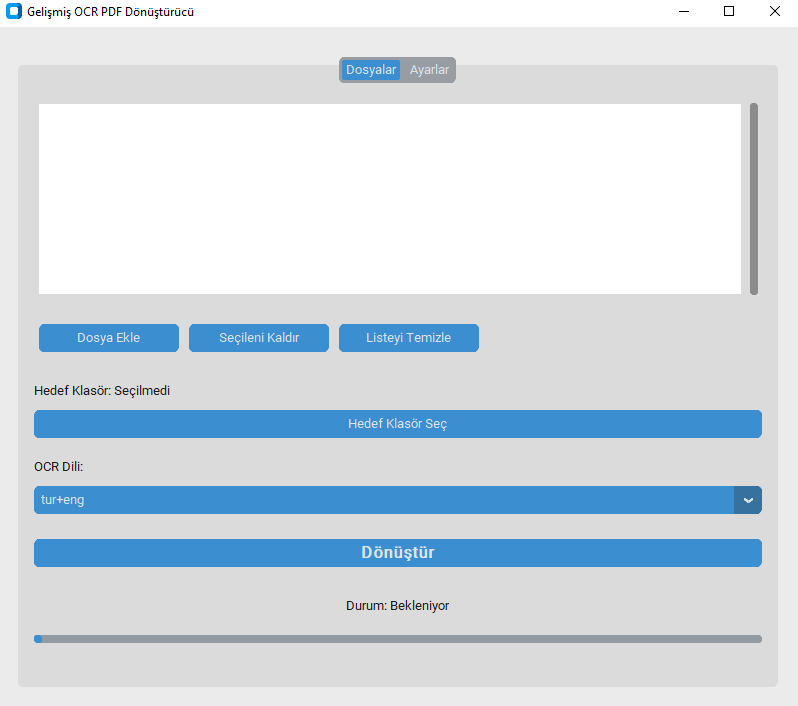 Gelişmiş OCR PDF Dönüştürücü
Dosyalar Ayarlar
Dosya Ekle Seçileni Kaldır Listeyi Temizle
Hedef Klasör: Seçilmedi
Hedef Klasör Seç
OCR Dili:
tur+eng
Dönüştür
Durum: Bekleniyor